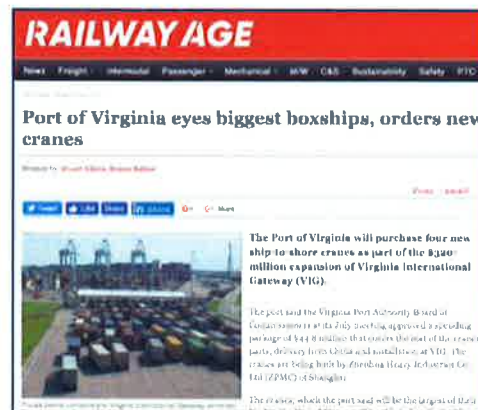 RAILWAY AGE
News Freight Intermodal Passenger Mechanical M/W C&S Sustainability Safety PTC
Port of Virginia eyes biggest boxships, orders new
cranes
Written by
Print email
Tweet Like Share Share G+ Share
The Port of Virginia will purchase four new
ship-to-shore cranes as part of the $320
million expansion of Virginia International
Gateway (VIG).
The port said the Virginia Port Authority Board of
Commissioners at its July meeting approved a spending
package of $44.8 million that covers the cost of the cranes,
parts, delivery from China and installation at VIG. The
cranes are being built by Zhenhua Heavy Industries Co
Ltd (ZPMC) of Shanghai.
The cranes, which the port said will be the largest of their